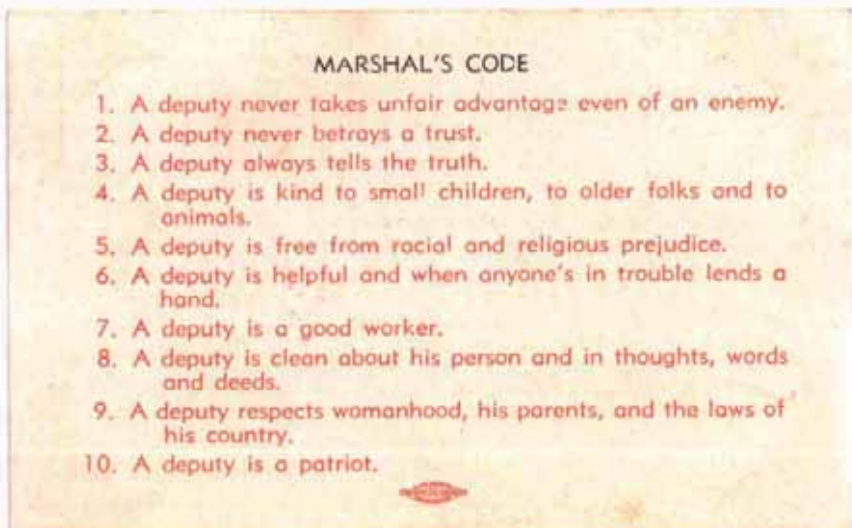 MARSHAL'S CODE
1. A deputy never takes unfair advantage even of an enemy.
2. A deputy never betrays a trust.
3. A deputy always tells the truth.
4. A deputy is kind to small children, to older folks and to
animals.
5. A deputy is free from racial and religious prejudice.
6. A deputy is helpful and when anyone's in trouble lends a
hand.
7. A deputy is a good worker.
8. A deputy is clean about his person and in thoughts, words
and deeds.
9. A deputy respects womanhood, his parents, and the laws of
his country.
10. A deputy is a patriot.